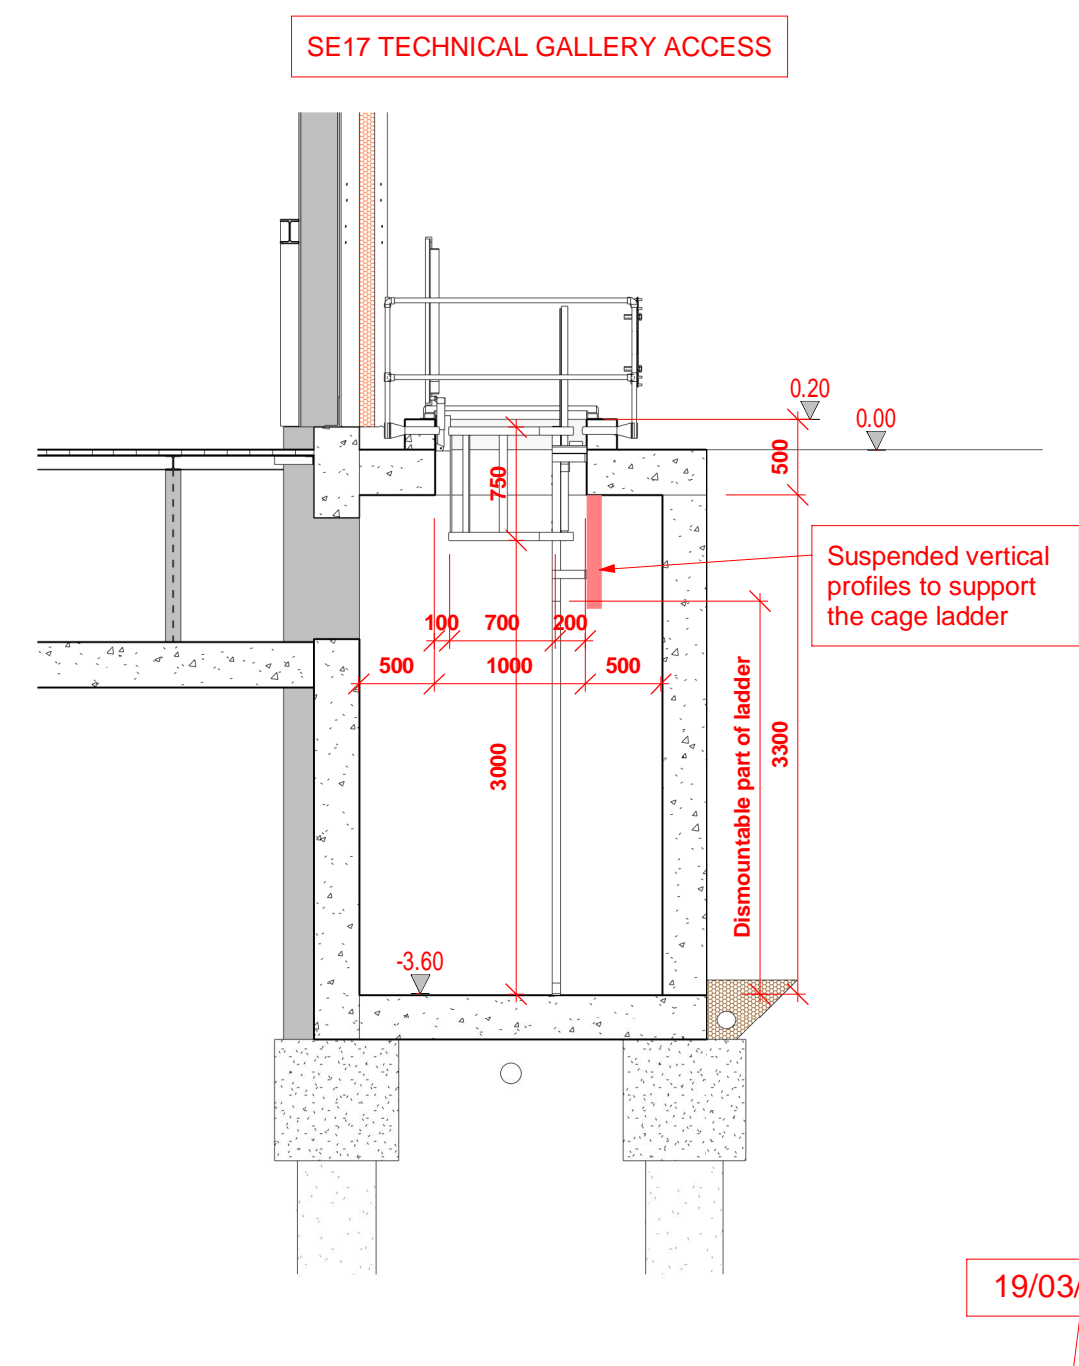 SE17 TECHNICAL GALLERY ACCESS
0.20
0.00
500
750
Suspended vertical
profiles to support
the cage ladder
100 700 200
500 1000 500
Dismountable part of ladder
3300
3000
-3.60
19/03/